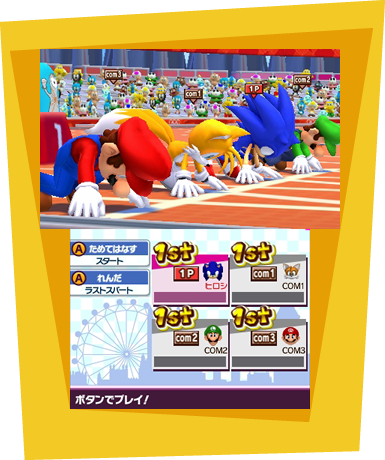 com3
com1
1P
com2
A ためてはなす
スタート
A れんだ
ラストスパート
1st
1P
ヒロシ
1st
com1
COM1
1st
com2
COM2
1st
com3
COM3
ボタンでプレイ!